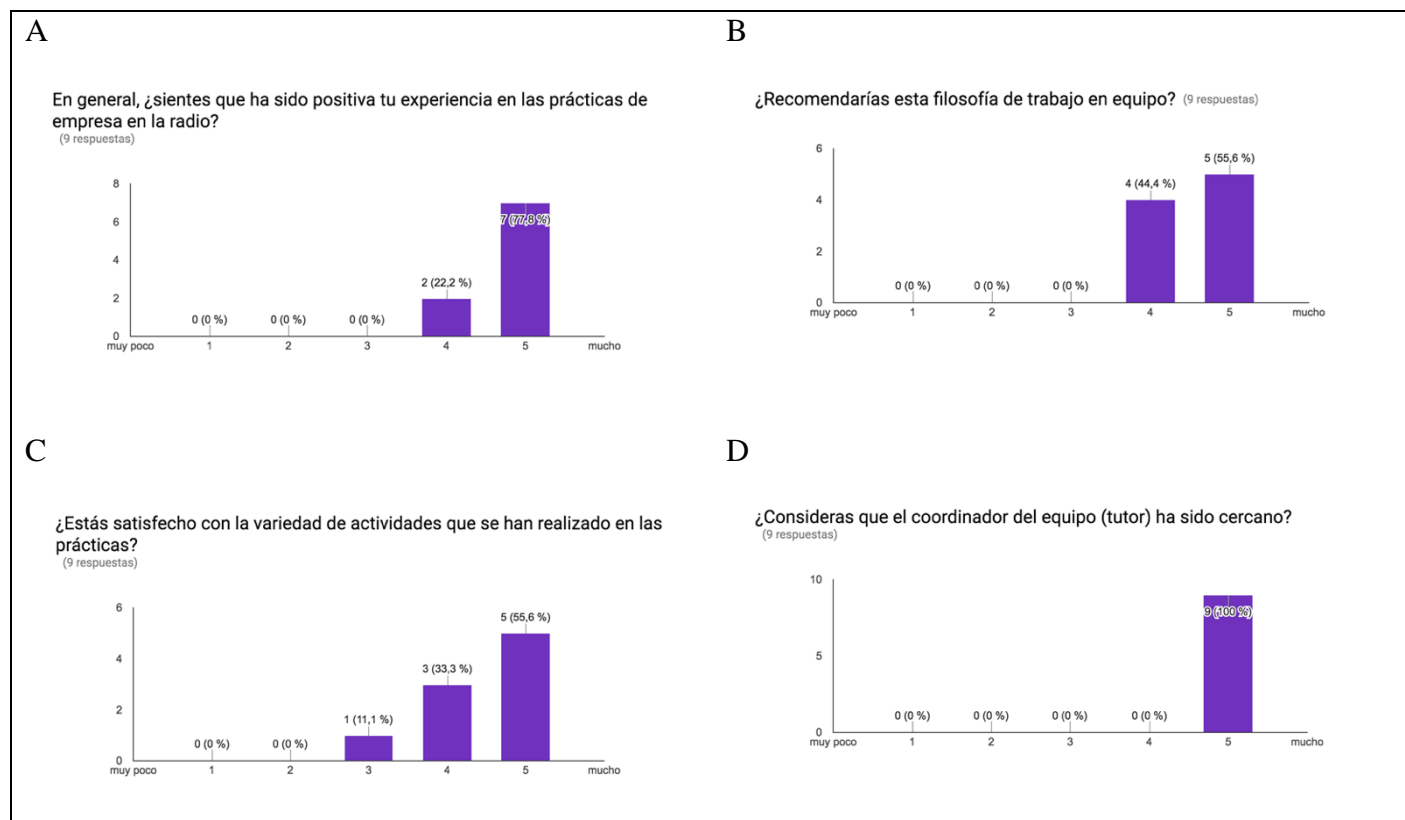 A
En general, ¿sientes que ha sido positiva tu experiencia en las prácticas de
empresa en la radio?
(9 respuestas)
8
6
4
2
0
0 (0 %)
0 (0 %)
0 (0 %)
2 (22,2 %)
7 (77,8 %)
muy poco
1
2
3
4
5
mucho
B
¿Recomendarías esta filosofía de trabajo en equipo? (9 respuestas)
6
4
2
0
0 (0 %)
0 (0 %)
0 (0 %)
4 (44,4 %)
5 (55,6 %)
muy poco
1
2
3
4
5
mucho
C
¿Estás satisfecho con la variedad de actividades que se han realizado en las
prácticas?
(9 respuestas)
6
4
2
0
0 (0 %)
0 (0 %)
1 (11,1 %)
3 (33,3 %)
5 (55,6 %)
muy poco
1
2
3
4
5
mucho
D
¿Consideras que el coordinador del equipo (tutor) ha sido cercano?
(9 respuestas)
10
5
0
0 (0 %)
0 (0 %)
0 (0 %)
0 (0 %)
9 (100 %)
muy poco
1
2
3
4
5
mucho